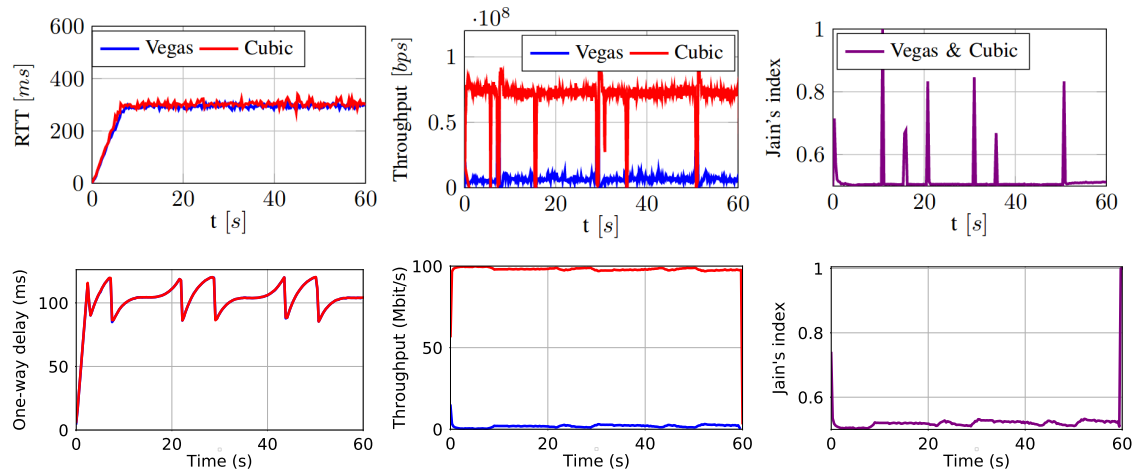 600
400
200
0
0
20
40
60
RTT [ms]
t [s]
Vegas
Cubic
·10⁸
1
0.5
0
0
20
40
60
Throughput [bps]
t [s]
Vegas
Cubic
1
0.8
0.6
0
20
40
60
Jain's index
t [s]
Vegas & Cubic
100
50
0
0
20
40
60
One-way delay (ms)
Time (s)
100
50
0
0
20
40
60
Throughput (Mbit/s)
Time (s)
1
0.8
0.6
0
20
40
60
Jain's index
Time (s)